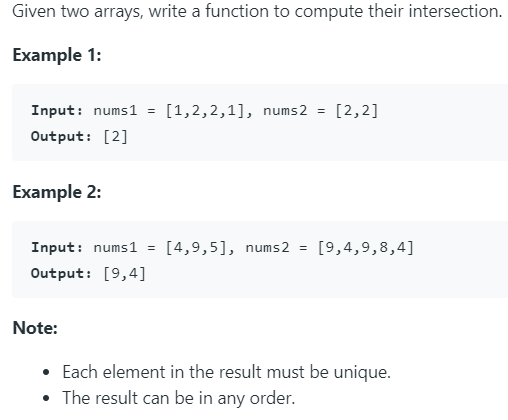 Given two arrays, write a function to compute their intersection.
Example 1:
Input: nums1 = [1,2,2,1], nums2 = [2,2]
Output: [2]
Example 2:
Input: nums1 = [4,9,5], nums2 = [9,4,9,8,4]
Output: [9,4]
Note:
• Each element in the result must be unique.
• The result can be in any order.